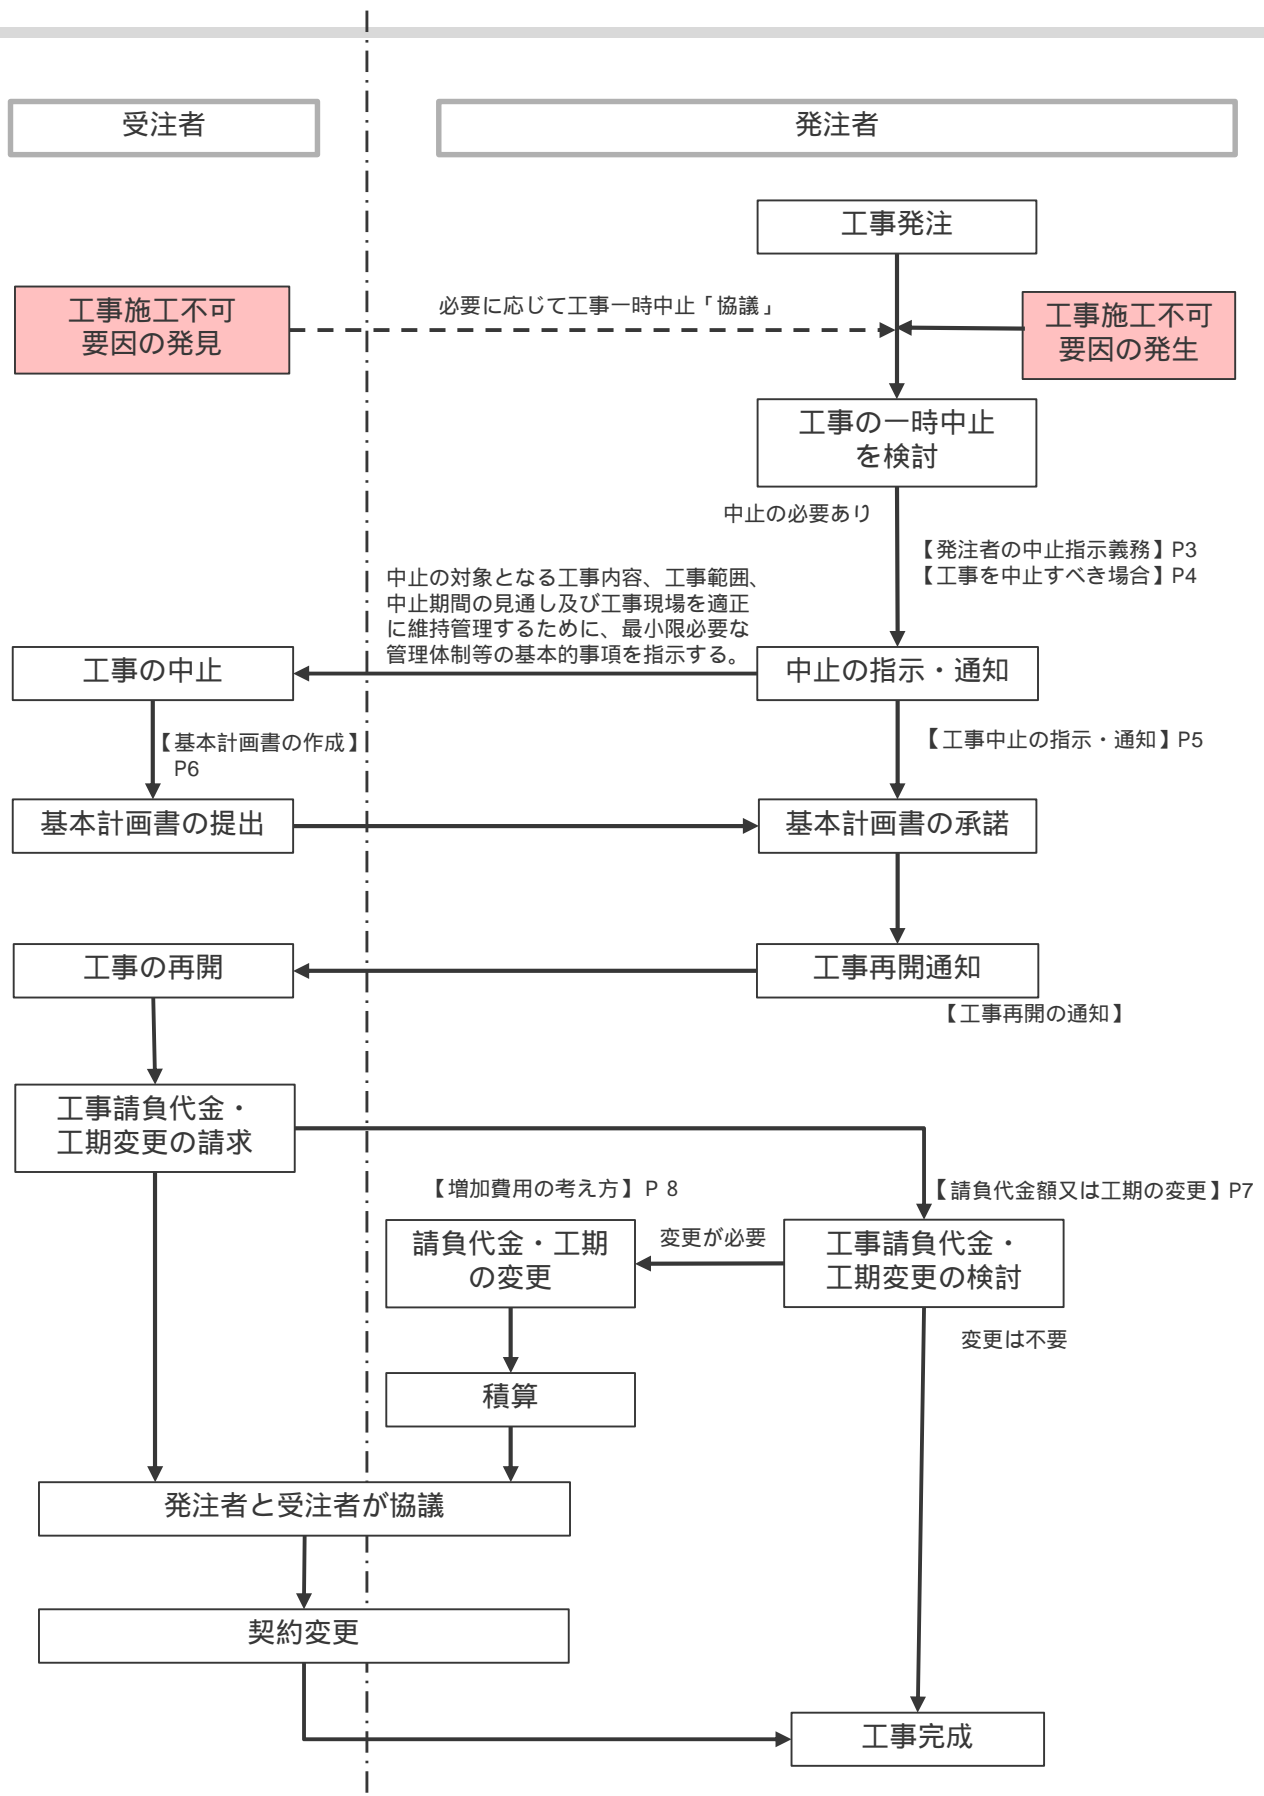 受注者
発注者
工事発注
工事施工不可
要因の発見
必要に応じて工事一時中止「協議」
工事施工不可
要因の発生
工事の一時中止
を検討
中止の必要あり
【発注者の中止指示義務】P3
【工事を中止すべき場合】P4
中止の対象となる工事内容、工事範囲、
中止期間の見通し及び工事現場を適正
に維持管理するために、最小限必要な
管理体制等の基本的事項を指示する。
工事の中止
中止の指示・通知
【基本計画書の作成】
P6
【工事中止の指示・通知】P5
基本計画書の提出
基本計画書の承諾
工事の再開
工事再開通知
【工事再開の通知】
工事請負代金・
工期変更の請求
【増加費用の考え方】P８
【請負代金額又は工期の変更】P7
請負代金・工期
の変更
変更が必要
工事請負代金・
工期変更の検討
変更は不要
積算
発注者と受注者が協議
契約変更
工事完成